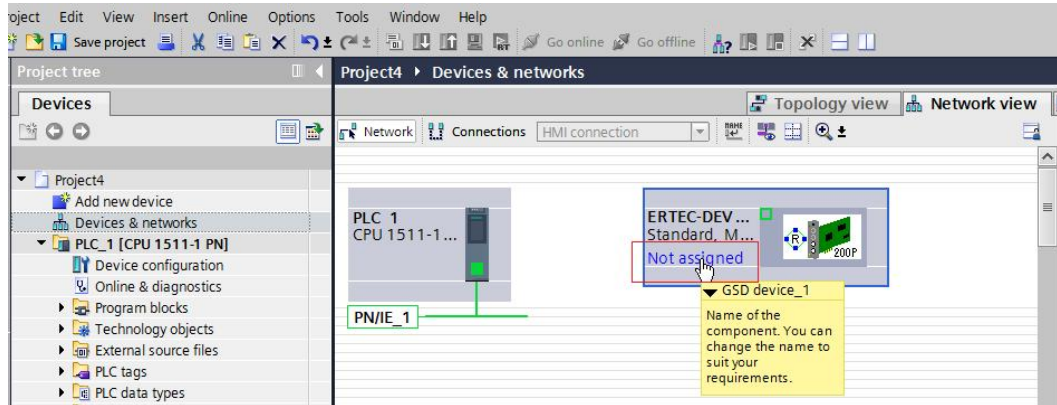 oject Edit View Insert Online Options Tools Window Help
Save project Go online Go offline
Project tree
Project4 Devices & networks
Devices
Topology view Network view
Network Connections HMI connection
Project4
Add new device
Devices & networks
PLC_1 [CPU 1511-1 PN]
Device configuration
Online & diagnostics
Program blocks
Technology objects
External source files
PLC tags
PLC data types
PLC_1
CPU 1511-1...
PN/IE_1
ERTEC-DEV...
Standard, M...
Not assigned
R
200P
GSD device_1
Name of the
component. You can
change the name to
suit your
requirements.